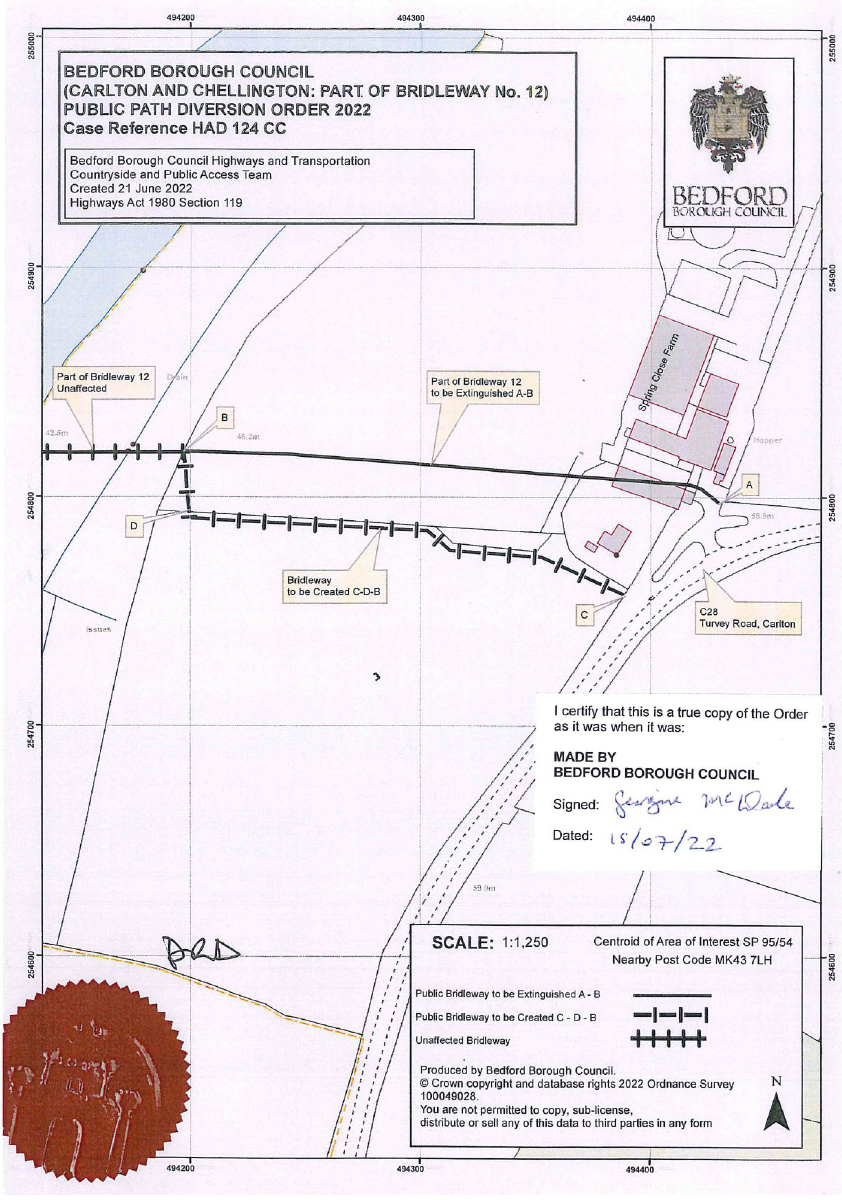 494200
494300
494400
255000
255000
BEDFORD BOROUGH COUNCIL
(CARLTON AND CHELLINGTON: PART OF BRIDLEWAY No. 12)
PUBLIC PATH DIVERSION ORDER 2022
Case Reference HAD 124 CC
Bedford Borough Council Highways and Transportation
Countryside and Public Access Team
Created 21 June 2022
Highways Act 1980 Section 119
BEDFORD
BOROUGH COUNCIL
254900
254900
Part of Bridleway 12
Unaffected
Drain
Part of Bridleway 12
to be Extinguished A-B
Spring Close Farm
B
42.6m
45.2m
Hopper
A
254800
254800
D
58.9m
Bridleway
to be Created C-D-B
C
C28
Turvey Road, Carlton
Issues
254700
254700
I certify that this is a true copy of the Order
as it was when it was:
MADE BY
BEDFORD BOROUGH COUNCIL
Signed:
Dated: 15/07/22
59.9m
254600
254600
SCALE: 1:1,250
Centroid of Area of Interest SP 95/54
Nearby Post Code MK43 7LH
Public Bridleway to be Extinguished A - B
Public Bridleway to be Created C - D - B
Unaffected Bridleway
Produced by Bedford Borough Council.
© Crown copyright and database rights 2022 Ordnance Survey
100049028.
You are not permitted to copy, sub-license,
distribute or sell any of this data to third parties in any form
N
494200
494300
494400